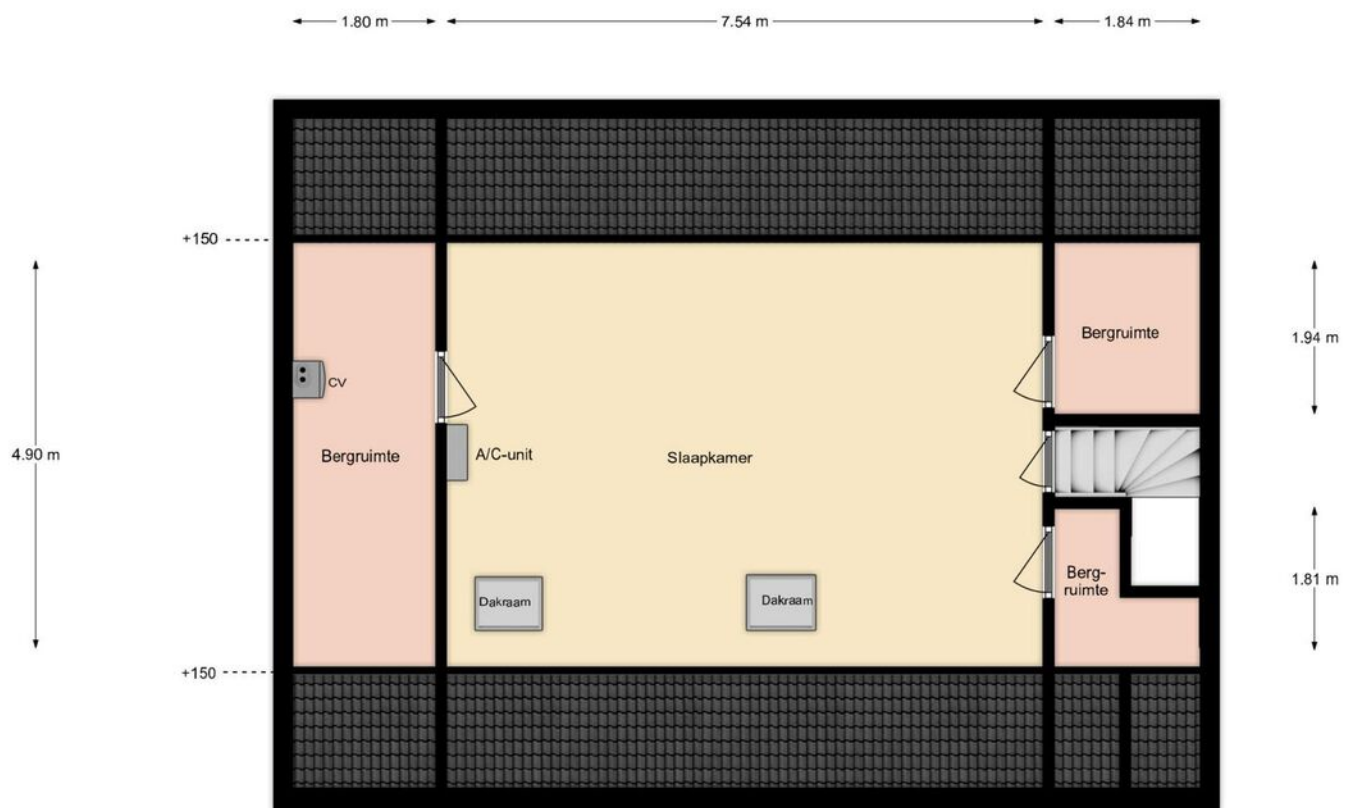 1.80 m
7.54 m
1.84 m
+150
Bergruimte
1.94 m
CV
4.90 m
Bergruimte
A/C-unit
Slaapkamer
Berg-
ruimte
1.81 m
Dakraam
Dakraam
+150